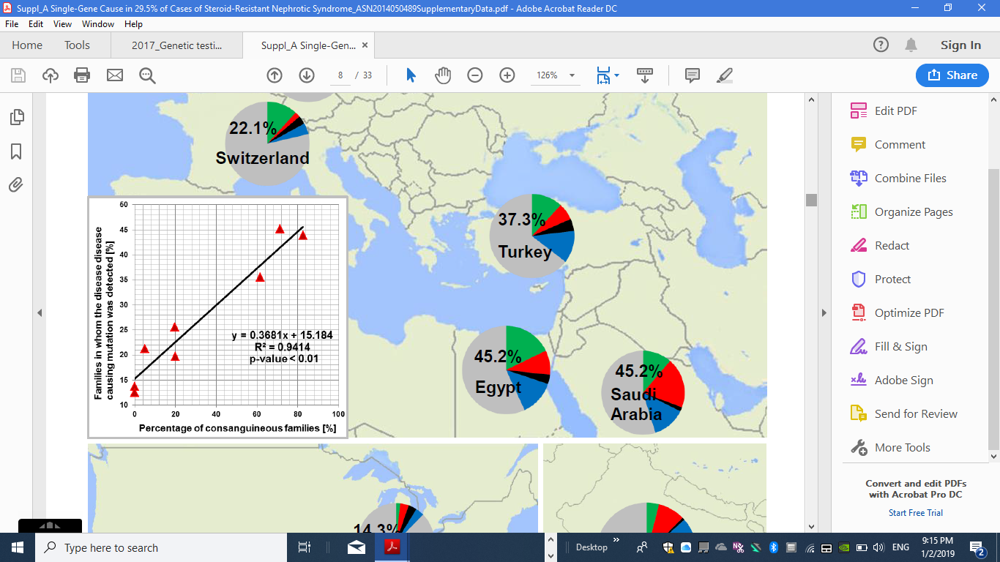 Suppl_A Single-Gene Cause in 29.5% of Cases of Steroid-Resistant Nephrotic Syndrome_ASN2014050489SupplementaryData.pdf - Adobe Acrobat Reader DC
File Edit View Window Help
Home Tools 2017_Genetic testi... Suppl_A Single-Gen... × Sign In
8 / 33 126% Share
22.1%
Switzerland
37.3%
Turkey
45.2%
Egypt
45.2%
Saudi
Arabia
Families in whom the disease disease
causing mutation was detected [%]
60
45
40
35
30
25
20
15
10
y = 0.3681x + 15.184
R² = 0.9414
p-value < 0.01
0 20 40 60 80 100
Percentage of consanguineous families [%]
14.3%
Edit PDF
Comment
Combine Files
Organize Pages
Redact
Protect
Optimize PDF
Fill & Sign
Adobe Sign
Send for Review
More Tools
Convert and edit PDFs
with Acrobat Pro DC
Start Free Trial
Type here to search
Desktop
ENG
9:15 PM
1/2/2019
2